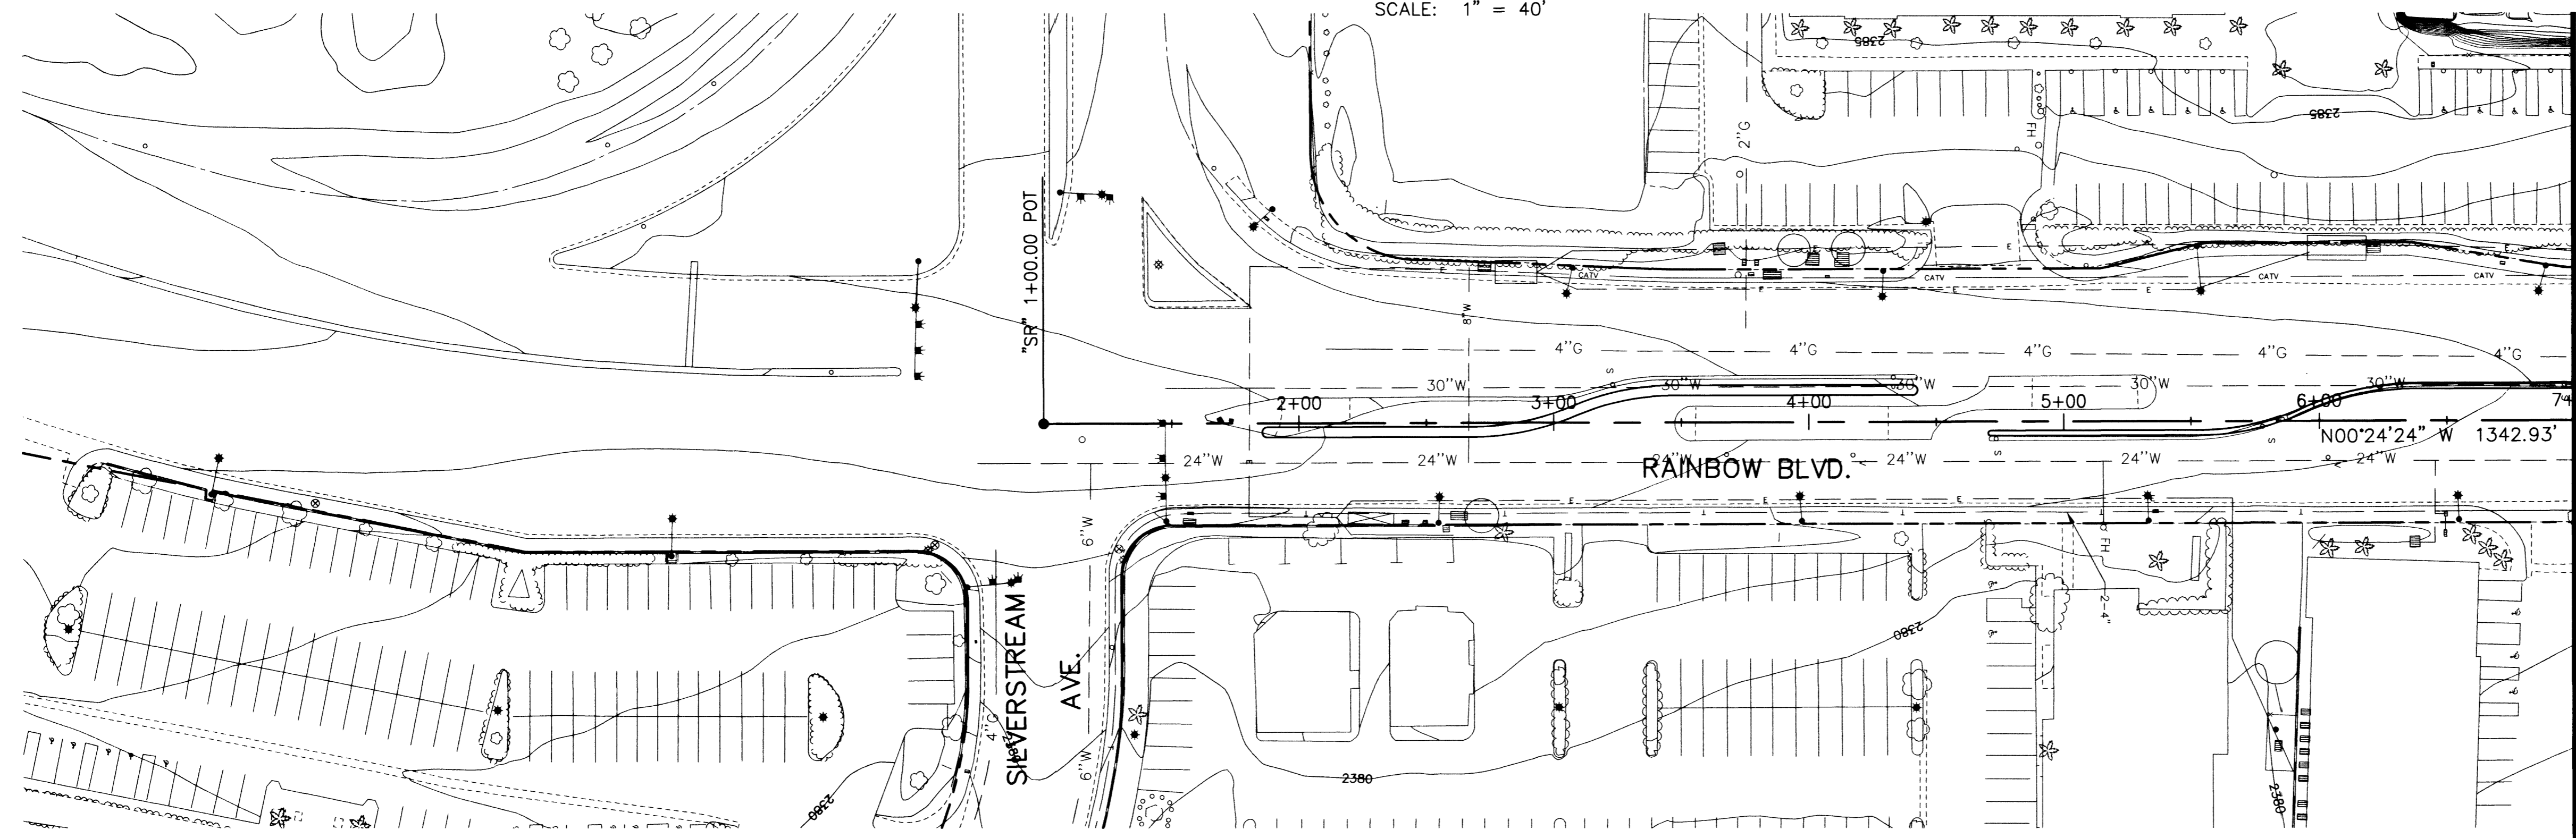 SCALE: 1" = 40'
2385
2385
2"G
FH
"SR" 1+00.00 POT
E
E
E
E
CATV
CATV
CATV
CATV
E
E
E
8"W
4"G
4"G
4"G
4"G
4"G
30"W
30"W
30"W
30"W
30"W
S
2+00
3+00
4+00
5+00
6+00
N00°24'24" W 1342.93'
S
S
24"W
24"W
24"W
24"W
24"W
24"W
RAINBOW BLVD.
E
E
E
E
6"W
FH
2-4"
2380
SILVERSTREAM
AVE.
4"G
6"W
2380
2380
2380